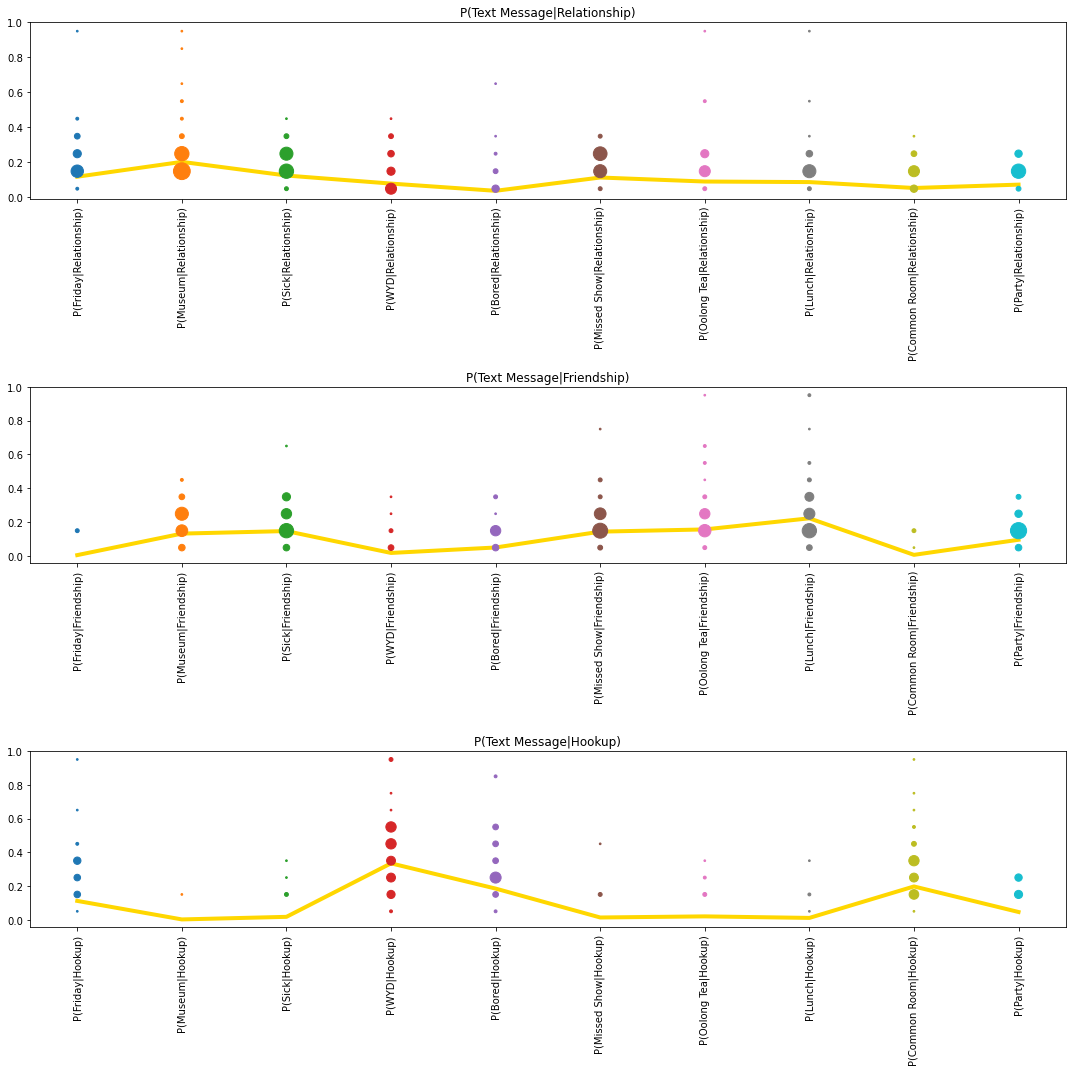 P(Text Message|Relationship)
1.0
0.8
0.6
0.4
0.2
0.0
P(Friday|Relationship)
P(Museum|Relationship)
P(Sick|Relationship)
P(WYD|Relationship)
P(Bored|Relationship)
P(Missed Show|Relationship)
P(Oolong Tea|Relationship)
P(Lunch|Relationship)
P(Common Room|Relationship)
P(Party|Relationship)
P(Text Message|Friendship)
1.0
0.8
0.6
0.4
0.2
0.0
P(Friday|Friendship)
P(Museum|Friendship)
P(Sick|Friendship)
P(WYD|Friendship)
P(Bored|Friendship)
P(Missed Show|Friendship)
P(Oolong Tea|Friendship)
P(Lunch|Friendship)
P(Common Room|Friendship)
P(Party|Friendship)
P(Text Message|Hookup)
1.0
0.8
0.6
0.4
0.2
0.0
P(Friday|Hookup)
P(Museum|Hookup)
P(Sick|Hookup)
P(WYD|Hookup)
P(Bored|Hookup)
P(Missed Show|Hookup)
P(Oolong Tea|Hookup)
P(Lunch|Hookup)
P(Common Room|Hookup)
P(Party|Hookup)